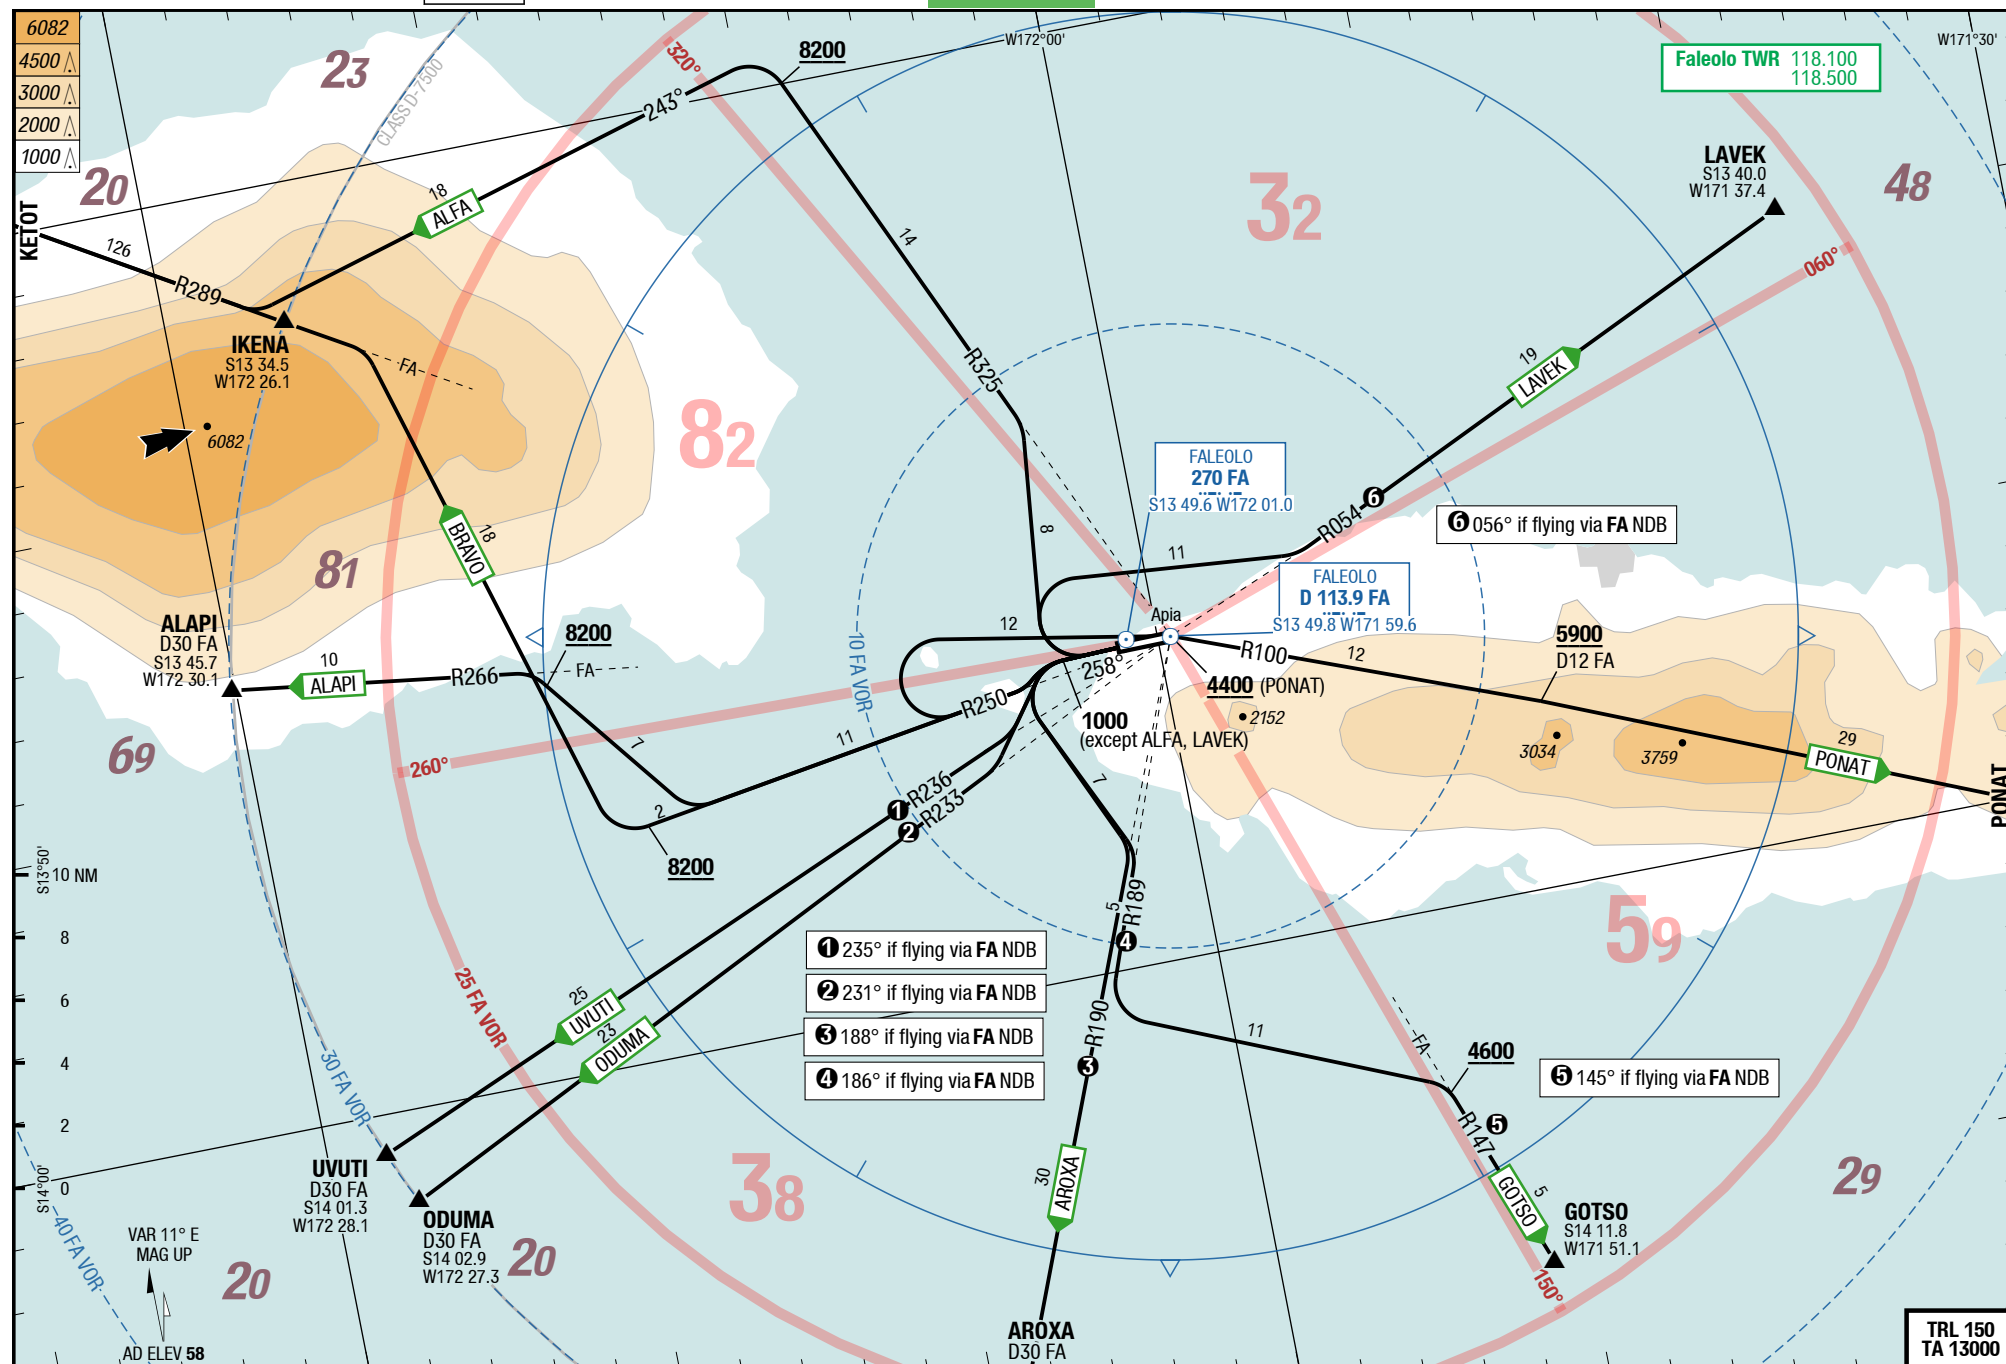 6082
4500
3000
2000
1000
23
CLASS D-7500
320°
8200
W172°00'
W171°30'
Faleolo TWR 118.100
118.500
20
KETOT
126
R289
18
ALFA
243°
14
32
LAVEK
S13 40.0
W171 37.4
48
060°
IKENA
S13 34.5
W172 26.1
FA
R325
19
LAVEK
6082
82
FALEOLO
270 FA
S13 49.6 W172 01.0
R054
6
6 056° if flying via FA NDB
81
BRAVO
18
8
11
FALEOLO
D 113.9 FA
S13 49.8 W171 59.6
Apia
ALAPI
D30 FA
S13 45.7
W172 30.1
10
ALAPI
R266
8200
FA
12
10 FA VOR
258°
R100
12
5900
D12 FA
4400 (PONAT)
2152
R250
1000
(except ALFA, LAVEK)
3034
3759
29
PONAT
PONAT
69
260°
7
11
2
8200
1
R236
2
R233
7
S13°50'
10 NM
8
6
4
2
0
S14°00'
5
R189
4
59
1 235° if flying via FA NDB
2 231° if flying via FA NDB
3 188° if flying via FA NDB
4 186° if flying via FA NDB
25 FA VOR
25
UVUTI
23
ODUMA
R190
3
11
FA
4600
5 145° if flying via FA NDB
R147
5
30 FA VOR
UVUTI
D30 FA
S14 01.3
W172 28.1
ODUMA
D30 FA
S14 02.9
W172 27.3
38
30
AROXA
GOTSO
5
GOTSO
S14 11.8
W171 51.1
29
150°
40 FA VOR
VAR 11° E
MAG UP
20
20
AD ELEV 58
AROXA
D30 FA
TRL 150
TA 13000